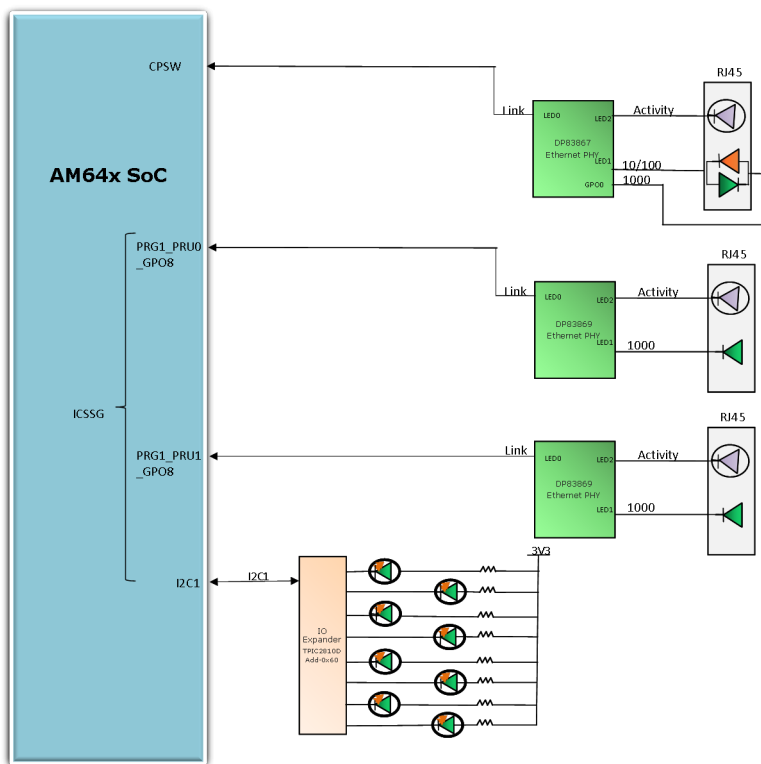 RJ45
CPSW
Link
LED0
LED2
Activity
DP83867
Ethernet PHY
LED1
10/100
GPO0
1000
AM64x SoC
RJ45
PRG1_PRU0
_GPO8
Link
LED0
LED2
Activity
DP83869
Ethernet PHY
LED1
1000
ICSSG
RJ45
PRG1_PRU1
_GPO8
Link
LED0
LED2
Activity
DP83869
Ethernet PHY
LED1
1000
3V3
I2C1
I2C1
IO
Expander
TPIC2810D
Add-0x60